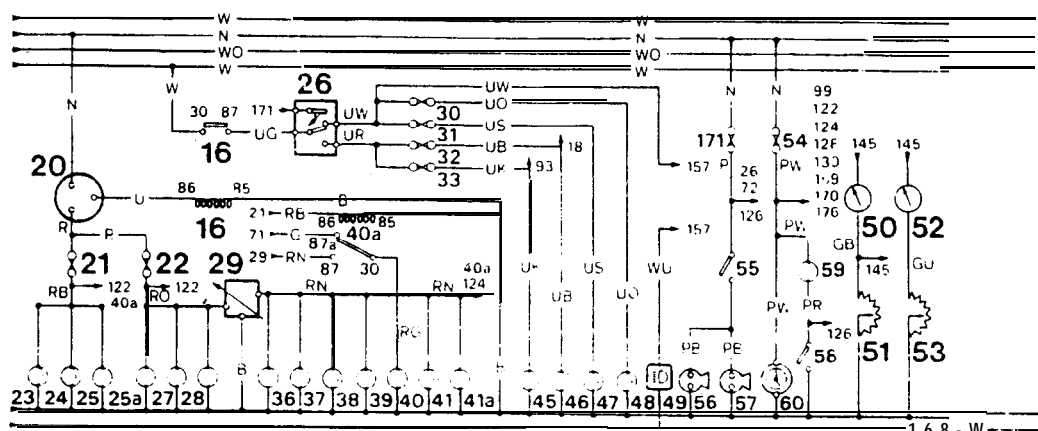 W W
N N
WO WO
W W
26 UW
N W 30 87 171 UW UO 30 N N 99
UG UR US 31 122
16 UB 32 18 171 54 124
UK 33 93 157 P PW 130
20 86 85 26 170
U B 72 176
21 RB 86 85 126 145 145
R R 16 71 G 87a 40a 157 PW 50 52
21 22 29 29 RN 87 30 55 GB
RB 122 RO 122 RN RN 40a UK US WU 59 145 GU
40a 124 UB UO PW PR
RG 126
B B PB PB 58 51 53
10
23 24 25 25a 27 28 36 37 38 39 40 41 41a 45 46 47 48 49 56 57 60
168 - W